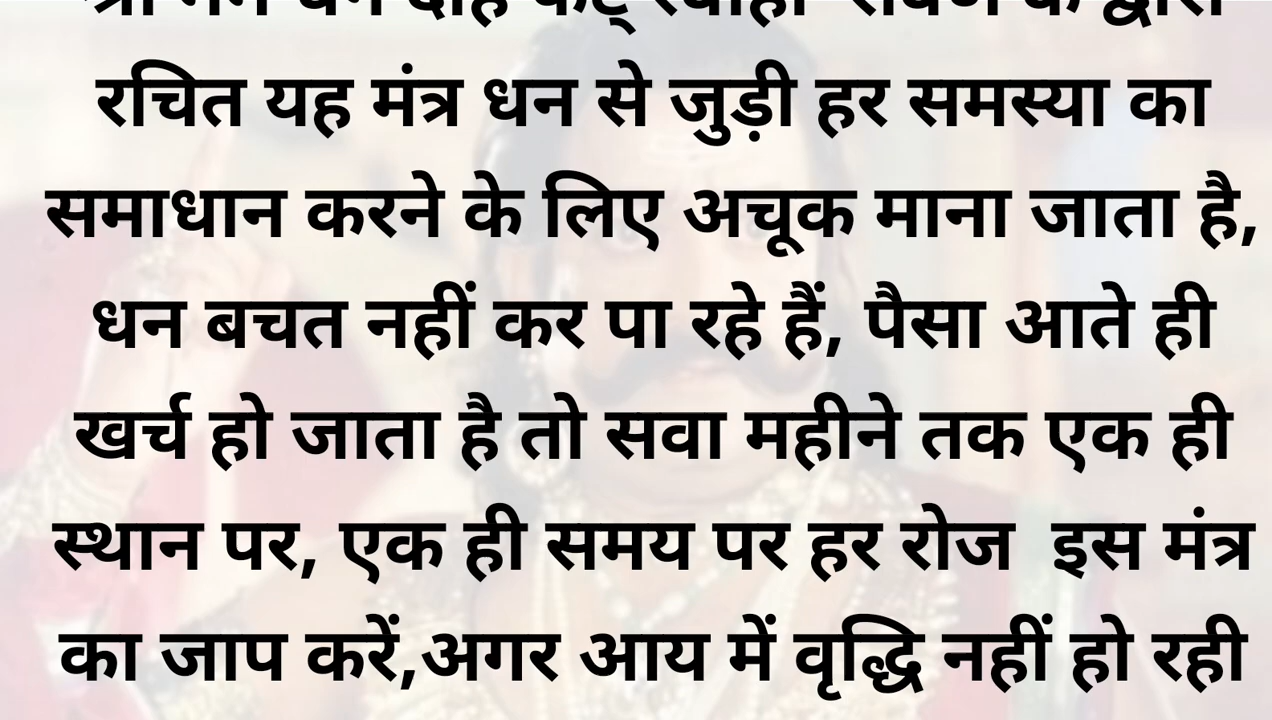 स्वाहा रावण के द्वारा
रचित यह मंत्र धन से जुड़ी हर समस्या का
समाधान करने के लिए अचूक माना जाता है,
धन बचत नहीं कर पा रहे हैं, पैसा आते ही
खर्च हो जाता है तो सवा महीने तक एक ही
स्थान पर, एक ही समय पर हर रोज  इस मंत्र
का जाप करें,अगर आय में वृद्धि नहीं हो रही